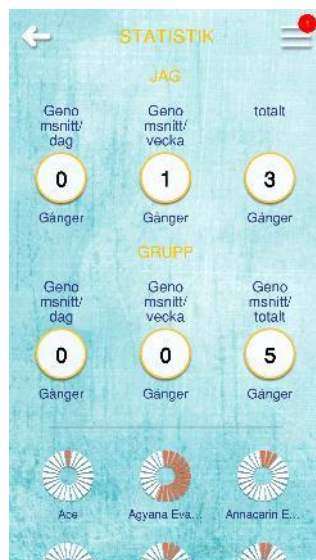 STATISTIK
1
JAG
Geno
msnitt/
dag
Geno
msnitt/
vecka
totalt
0
1
3
Gånger
Gånger
Gånger
GRUPP
Geno
msnitt/
dag
Geno
msnitt/
vecka
Geno
msnitt/
totalt
0
0
5
Gånger
Gånger
Gånger
Ace
Agyana Eva...
Annacarin E...